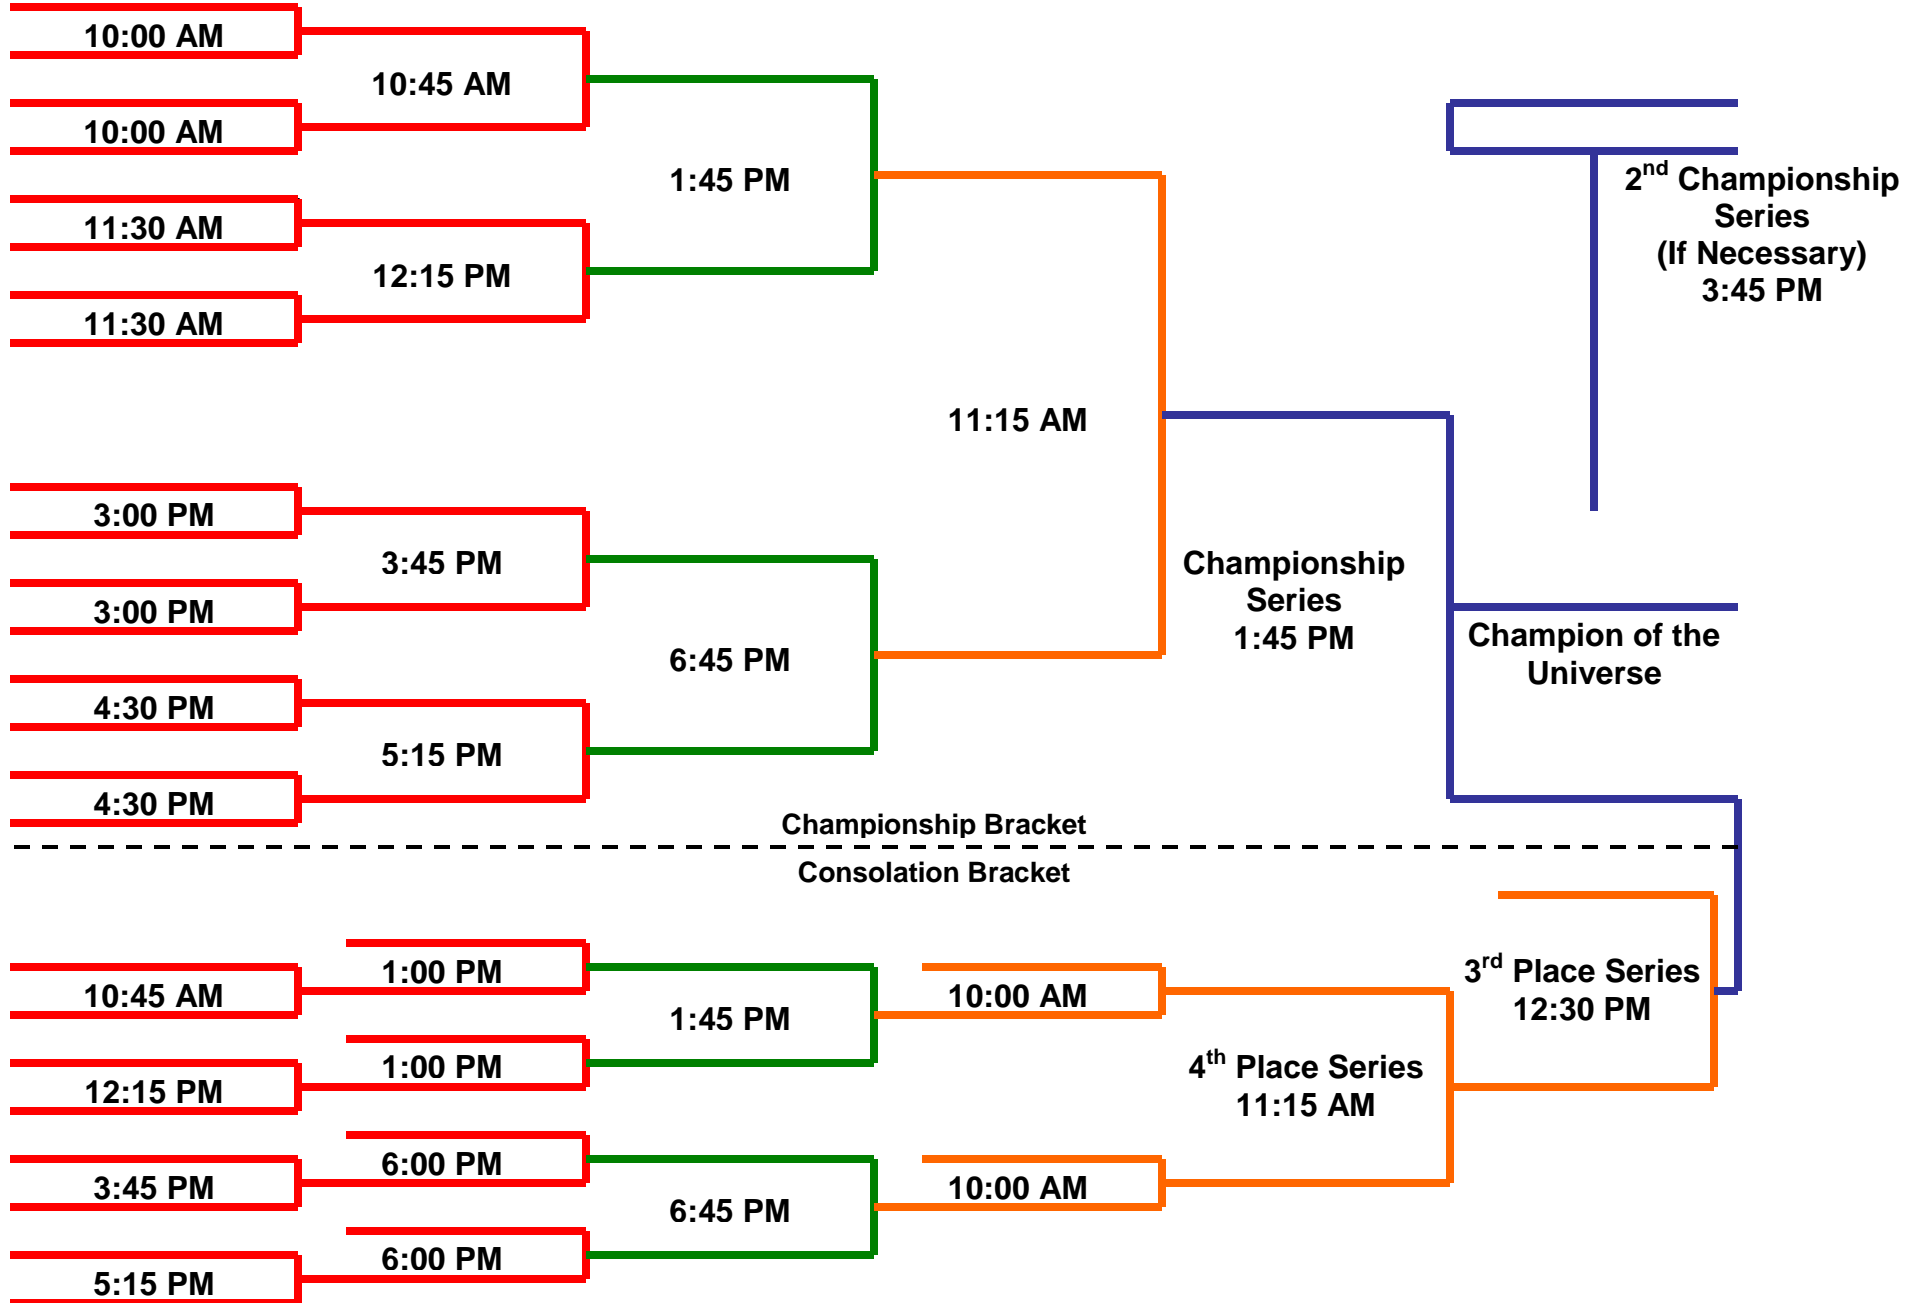 10:00 AM
10:45 AM
10:00 AM
1:45 PM
11:30 AM
12:15 PM
11:30 AM
2nd Championship
Series
(If Necessary)
3:45 PM
11:15 AM
3:00 PM
3:45 PM
3:00 PM
6:45 PM
4:30 PM
5:15 PM
4:30 PM
Championship
Series
1:45 PM
Champion of the
Universe
Championship Bracket
Consolation Bracket
10:45 AM
1:00 PM
1:45 PM
12:15 PM
1:00 PM
3:45 PM
6:00 PM
6:45 PM
5:15 PM
6:00 PM
10:00 AM
10:00 AM
4th Place Series
11:15 AM
3rd Place Series
12:30 PM